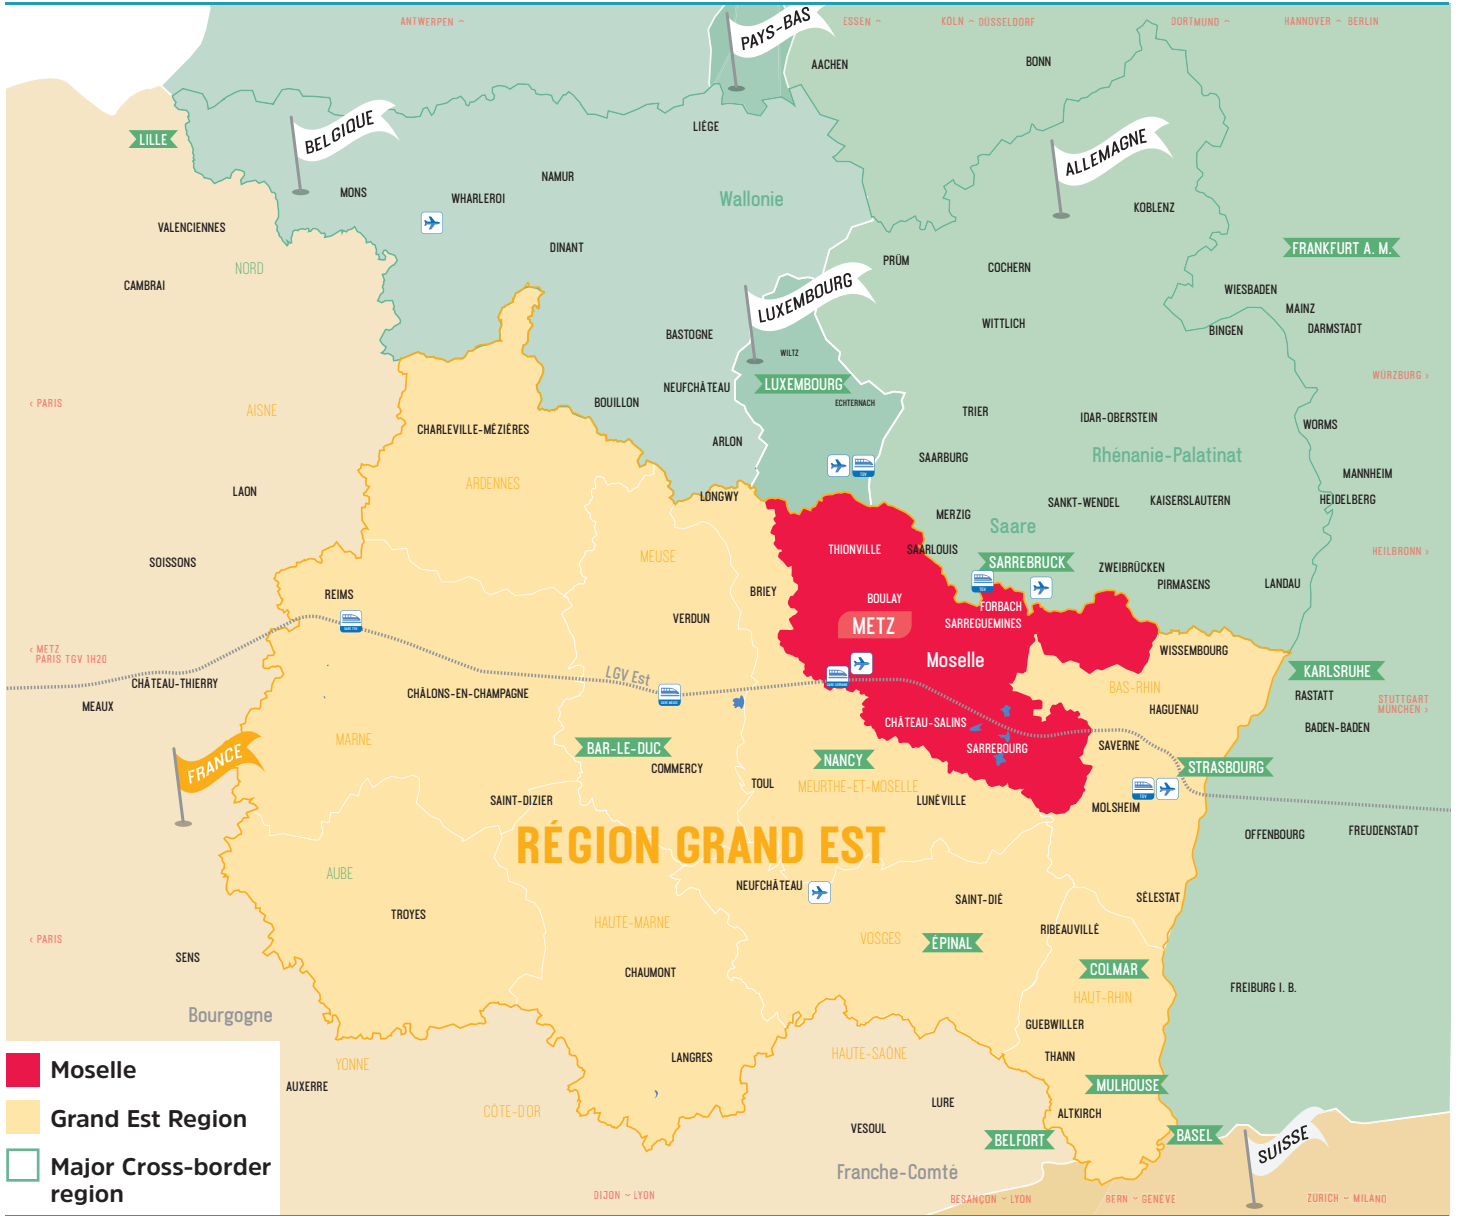 ANTWERPEN ~
PAYS-BAS
ESSEN ~
KÖLN ~ DÜSSELDORF
DORTMUND ~
HANNOVER ~ BERLIN
AACHEN
BONN
BELGIQUE
LIÈGE
LILLE
ALLEMAGNE
NAMUR
MONS
WHARLEROI
Wallonie
KOBLENZ
VALENCIENNES
DINANT
FRANKFURT A. M.
PRÜM
COCHERN
NORD
CAMBRAI
LUXEMBOURG
WIESBADEN
MAINZ
WITTLICH
BINGEN
DARMSTADT
BASTOGNE
WILTZ
WÜRZBURG ›
NEUFCHÂTEAU
LUXEMBOURG
‹ PARIS
BOUILLON
ECHTERNACH
AISNE
TRIER
IDAR-OBERSTEIN
WORMS
CHARLEVILLE-MÉZIÈRES
ARLON
SAARBURG
Rhénanie-Palatinat
MANNHEIM
ARDENNES
LAON
LONGWY
SANKT-WENDEL
KAISERSLAUTERN
HEIDELBERG
MERZIG
Saare
THIONVILLE
SAARLOUIS
HEILBRONN ›
MEUSE
SOISSONS
SARREBRUCK
ZWEIBRÜCKEN
PIRMASENS
LANDAU
REIMS
BRIEY
BOULAY
FORBACH
VERDUN
METZ
SARREGUEMINES
‹ METZ
PARIS TGV 1H20
Moselle
WISSEMBOURG
LGV Est
KARLSRUHE
CHÂTEAU-THIERRY
CHÂLONS-EN-CHAMPAGNE
BAS-RHIN
RASTATT
STUTTGART
MÜNCHEN ›
MEAUX
HAGUENAU
CHÂTEAU-SALINS
BADEN-BADEN
MARNE
BAR-LE-DUC
SARREBOURG
SAVERNE
FRANCE
COMMERCY
NANCY
STRASBOURG
TOUL
MEURTHE-ET-MOSELLE
SAINT-DIZIER
LUNÉVILLE
MOLSHEIM
RÉGION GRAND EST
OFFENBOURG
FREUDENSTADT
AUBE
NEUFCHÂTEAU
TROYES
SAINT-DIÉ
SÉLESTAT
HAUTE-MARNE
RIBEAUVILLÉ
‹ PARIS
VOSGES
ÉPINAL
SENS
CHAUMONT
COLMAR
FREIBURG I. B.
HAUT-RHIN
Bourgogne
GUEBWILLER
LANGRES
HAUTE-SAÔNE
THANN
YONNE
AUXERRE
MULHOUSE
CÔTE-D'OR
LURE
ALTKIRCH
VESOUL
BELFORT
BASEL
SUISSE
Franche-Comté
DIJON ~ LYON
BESANÇON ~ LYON
BERN ~ GENÈVE
ZURICH ~ MILANO
Moselle
Grand Est Region
Major Cross-border
region